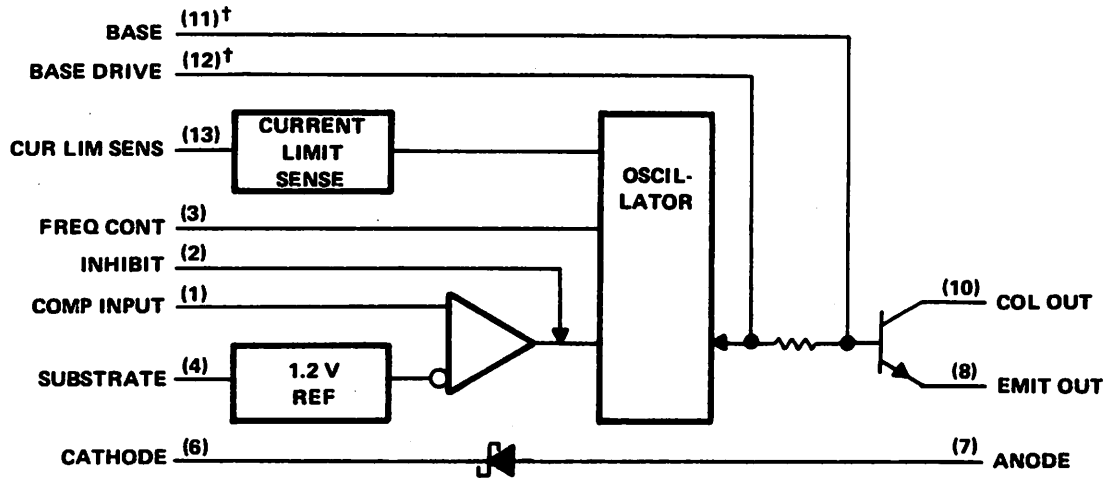 BASE (11)†
BASE DRIVE (12)†
CUR LIM SENS (13)
CURRENT
LIMIT
SENSE
OSCIL-
LATOR
FREQ CONT (3)
INHIBIT (2)
COMP INPUT (1)
(10) COL OUT
SUBSTRATE (4)
1.2 V
REF
(8) EMIT OUT
CATHODE (6)
(7) ANODE